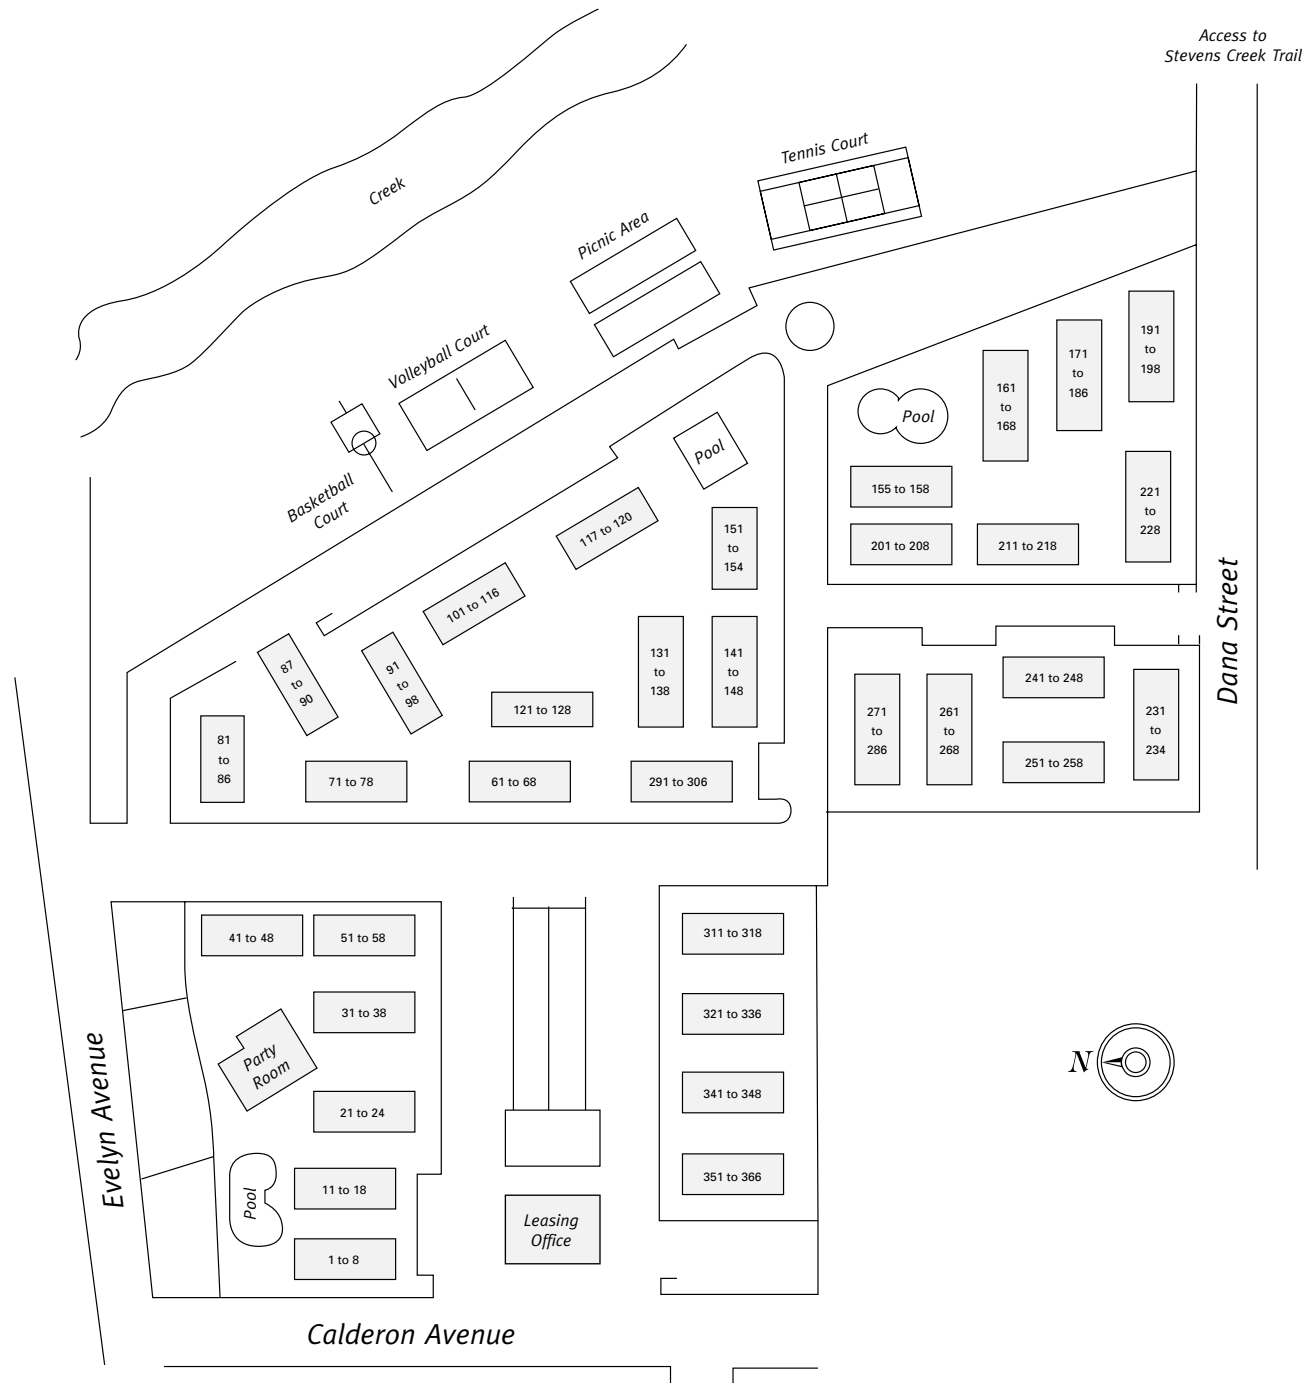 Access to
Stevens Creek Trail
Tennis Court
Creek
Picnic Area
Volleyball Court
Basketball
Court
Pool
Pool
191
to
198
171
to
186
161
to
168
155 to 158
201 to 208
211 to 218
221
to
228
117 to 120
151
to
154
101 to 116
87
to
90
91
to
98
131
to
138
141
to
148
121 to 128
81
to
86
71 to 78
61 to 68
291 to 306
271
to
286
261
to
268
241 to 248
251 to 258
231
to
234
Dana Street
41 to 48
51 to 58
31 to 38
Party
Room
21 to 24
11 to 18
Pool
1 to 8
Leasing
Office
311 to 318
321 to 336
341 to 348
351 to 366
N
Evelyn Avenue
Calderon Avenue